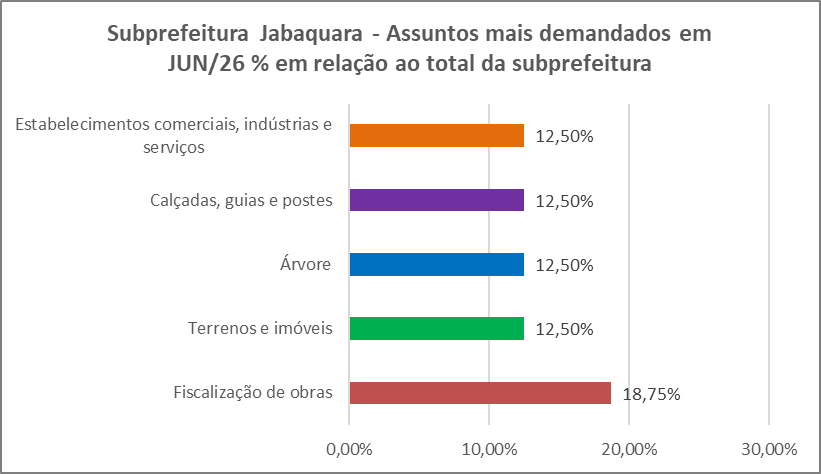 Subprefeitura Jabaquara - Assuntos mais demandados em
JUN/26 % em relação ao total da subprefeitura
Estabelecimentos comerciais, indústrias e
serviços
12,50%
Calçadas, guias e postes
12,50%
Árvore
12,50%
Terrenos e imóveis
12,50%
Fiscalização de obras
18,75%
0,00%
10,00%
20,00%
30,00%